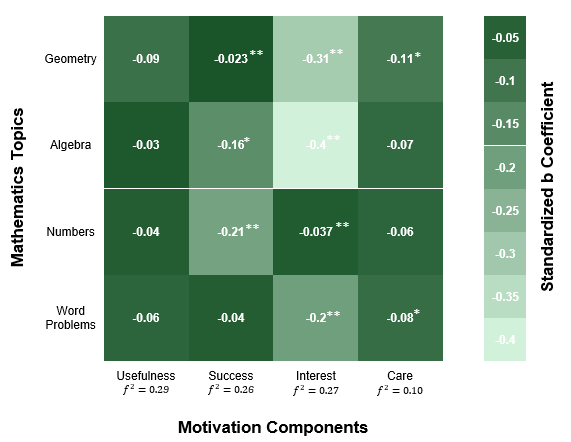 Mathematics Topics
Geometry
-0.09
-0.023**
-0.31**
-0.11*
Algebra
-0.03
-0.16*
-0.4**
-0.07
Numbers
-0.04
-0.21**
-0.037**
-0.06
Word
Problems
-0.06
-0.04
-0.2**
-0.08*
Usefulness
f² = 0.29
Success
f² = 0.26
Interest
f² = 0.27
Care
f² = 0.10
Motivation Components
-0.05
-0.1
-0.15
-0.2
-0.25
-0.3
-0.35
-0.4
Standardized b Coefficient